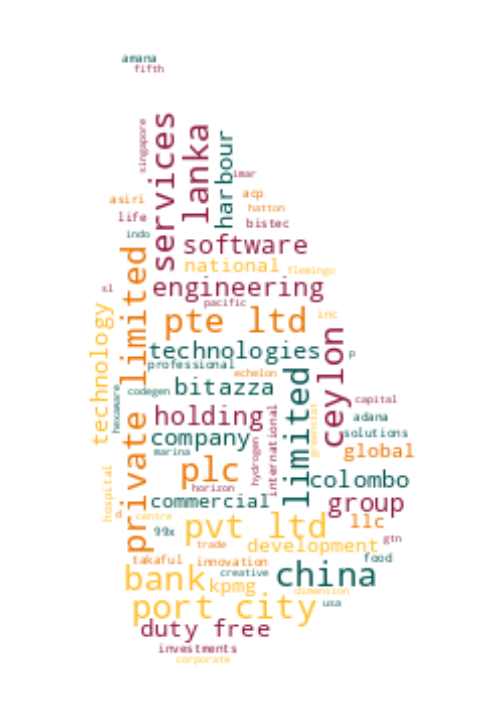 amana
fifth
singapore
services
lanka
harbour
imar
asiri
acp
hatton
life
bistec
indo
software
national
flemingo
sl
engineering
pacific
technology
private limited
pte ltd
inc
ceylon
technologies
p
professional
echelon
hexaware
codegen
bitazza
limited
greenstat
capital
holding
international
adana
company
solutions
marina
hydrogen
global
plc
hospital
horizon
colombo
commercial
group
centre
pvt ltd
llc
99x
gtn
trade
development
takaful
innovation
food
bank
creative
china
kpmg
dimension
port city
usa
duty free
investments
corporate